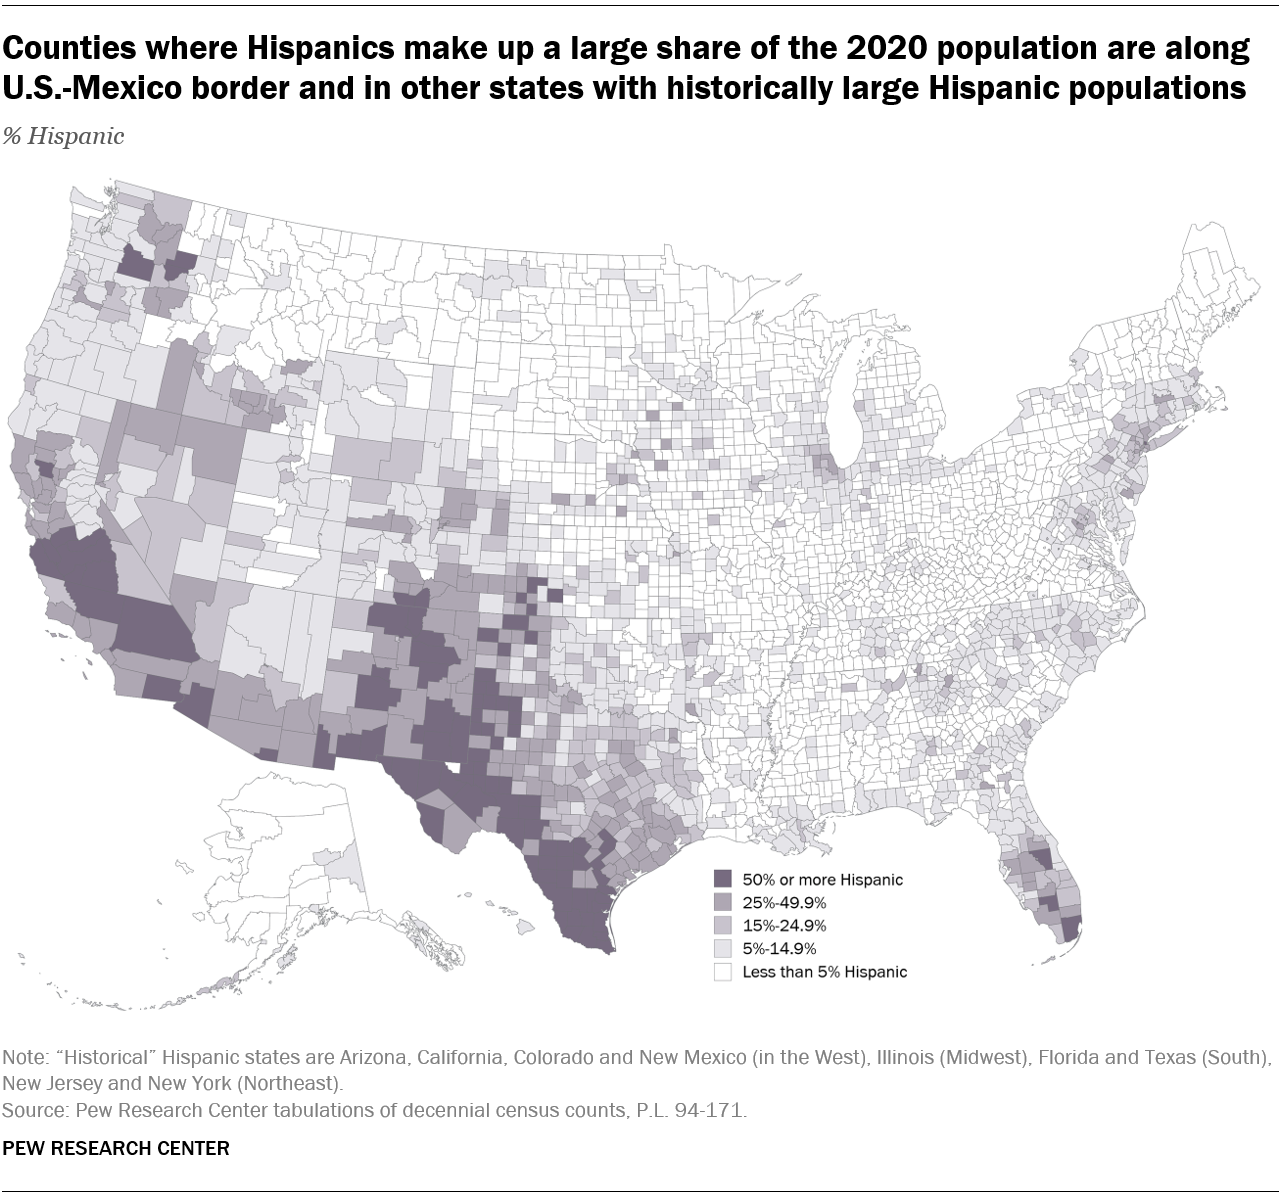 Counties where Hispanics make up a large share of the 2020 population are along
U.S.-Mexico border and in other states with historically large Hispanic populations
% Hispanic
50% or more Hispanic
25%-49.9%
15%-24.9%
5%-14.9%
Less than 5% Hispanic
Note: “Historical” Hispanic states are Arizona, California, Colorado and New Mexico (in the West), Illinois (Midwest), Florida and Texas (South),
New Jersey and New York (Northeast).
Source: Pew Research Center tabulations of decennial census counts, P.L. 94-171.
PEW RESEARCH CENTER